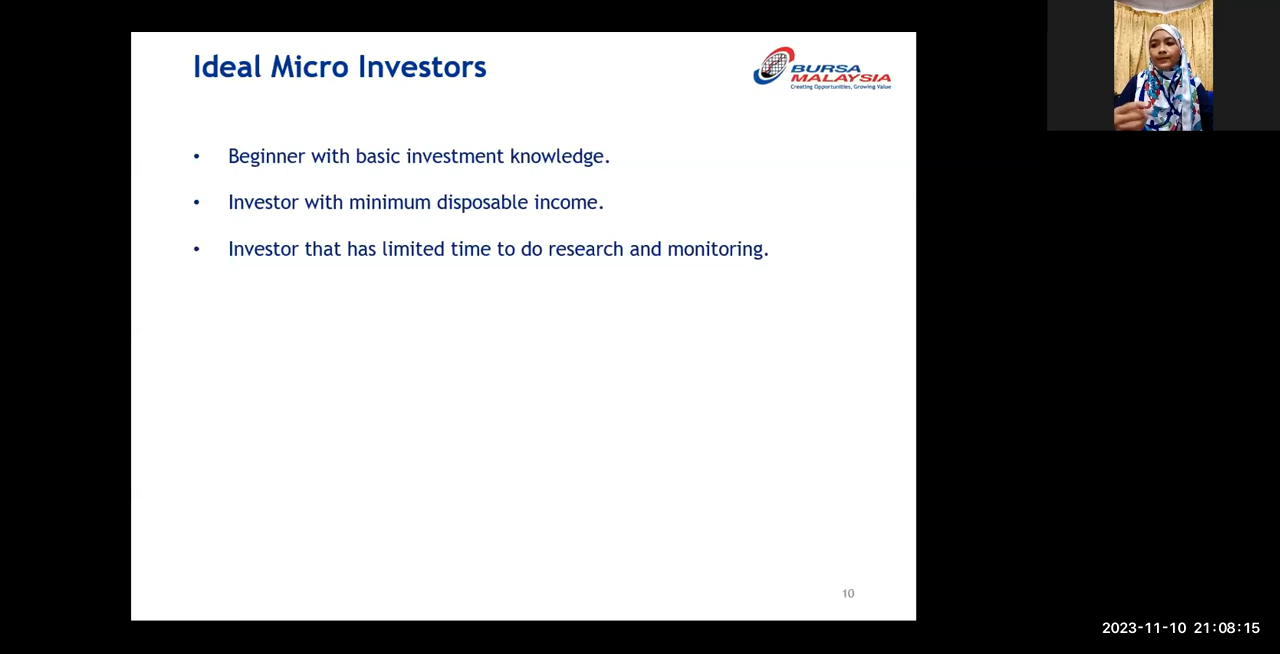 Ideal Micro Investors
BURSA
MALAYSIA
Creating Opportunities, Growing Value
• Beginner with basic investment knowledge.
• Investor with minimum disposable income.
• Investor that has limited time to do research and monitoring.
10
2023-11-10 21:08:15